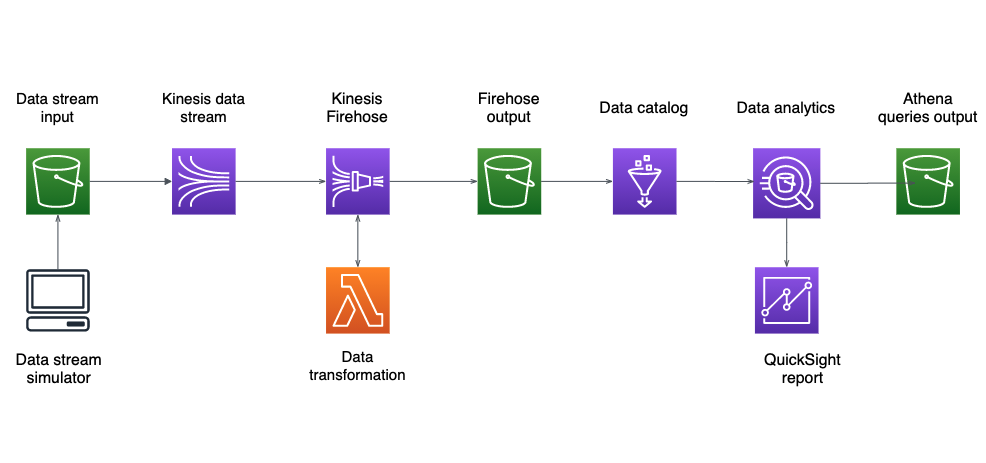 Data stream
input
Kinesis data
stream
Kinesis
Firehose
Firehose
output
Data catalog
Data analytics
Athena
queries output
Data stream
simulator
Data
transformation
QuickSight
report